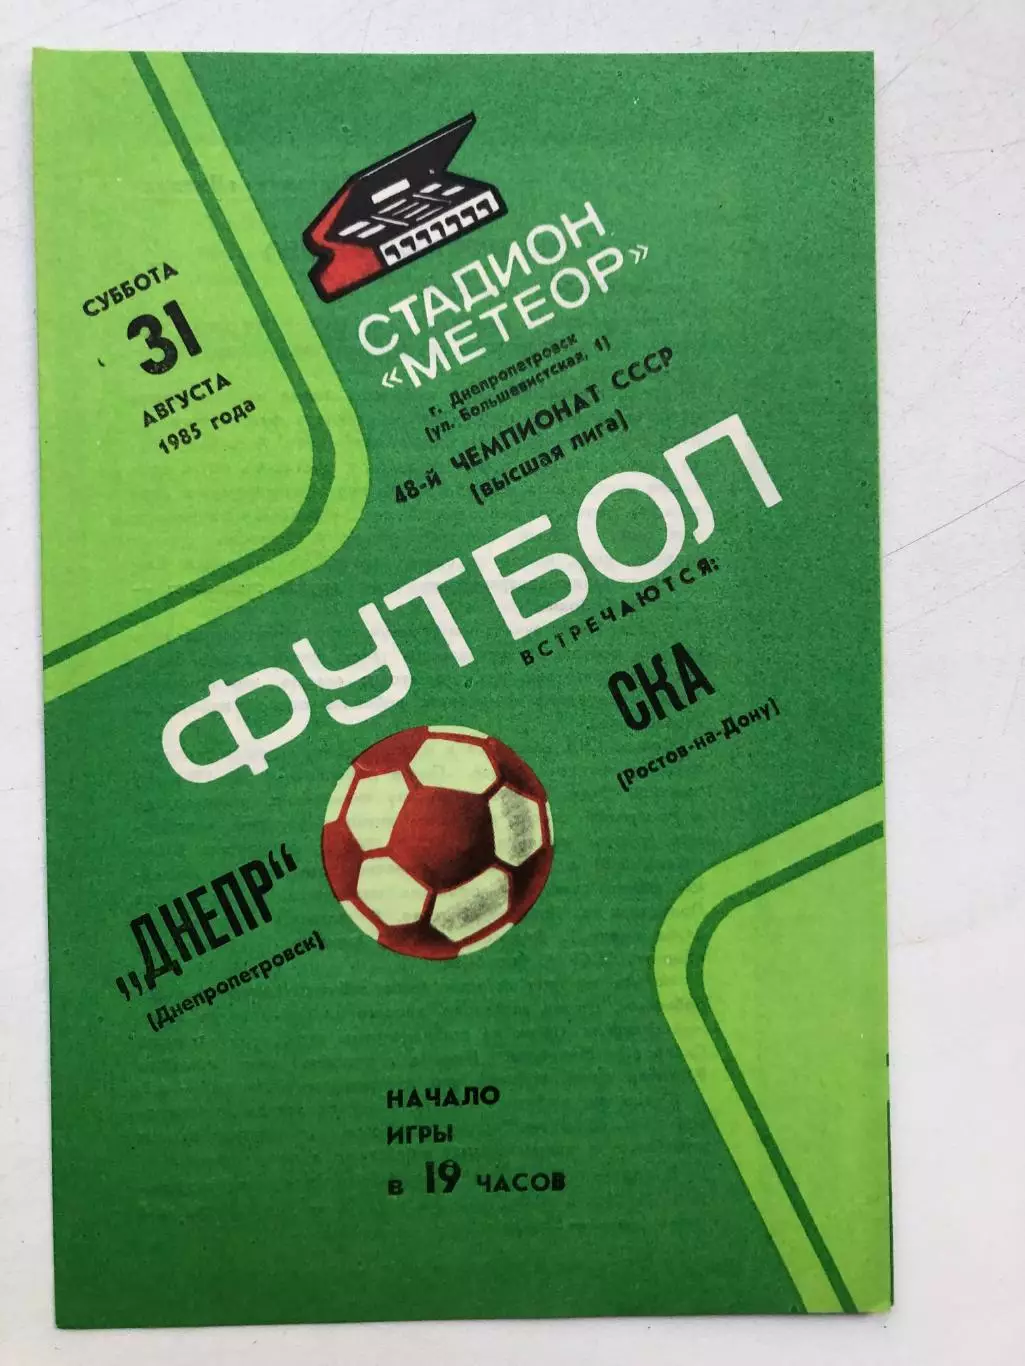 СУББОТА
31
АВГУСТА
1985 года
СТАДИОН
«МЕТЕОР»
г. Днепропетровск
(ул. Большевистская, 1)
48-й ЧЕМПИОНАТ СССР
(высшая лига)
ФУТБОЛ
ВСТРЕЧАЮТСЯ:
СКА
(Ростов-на-Дону)
„ДНЕПР“
(Днепропетровск)
НАЧАЛО
ИГРЫ
в 19 ЧАСОВ